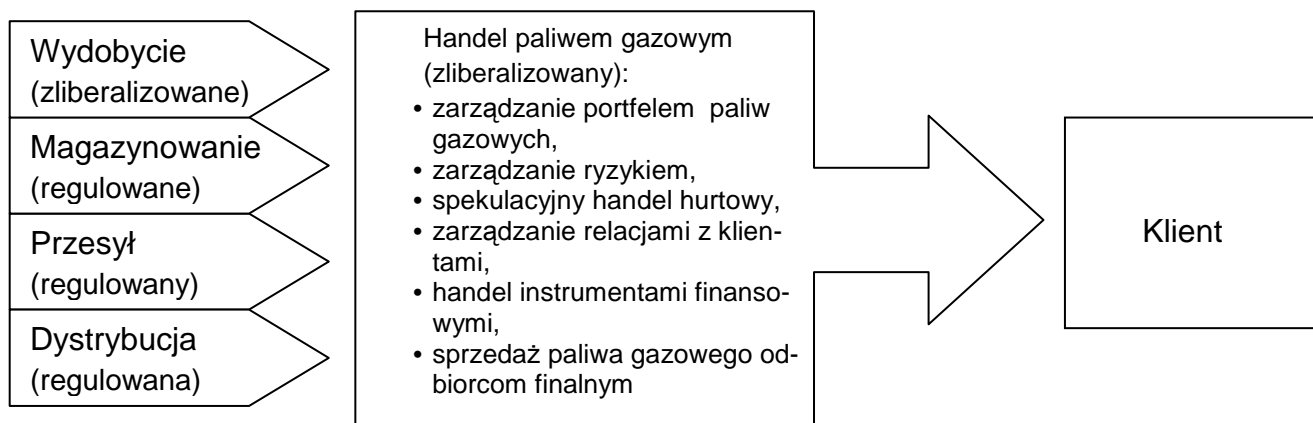 Wydobycie
(zliberalizowane)
Magazynowanie
(regulowane)
Przesył
(regulowany)
Dystrybucja
(regulowana)
Handel paliwem gazowym
(zliberalizowany):
• zarządzanie portfelem paliw
gazowych,
• zarządzanie ryzykiem,
• spekulacyjny handel hurtowy,
• zarządzanie relacjami z klien-
tami,
• handel instrumentami finanso-
wymi,
• sprzedaż paliwa gazowego od-
biorcom finalnym
Klient